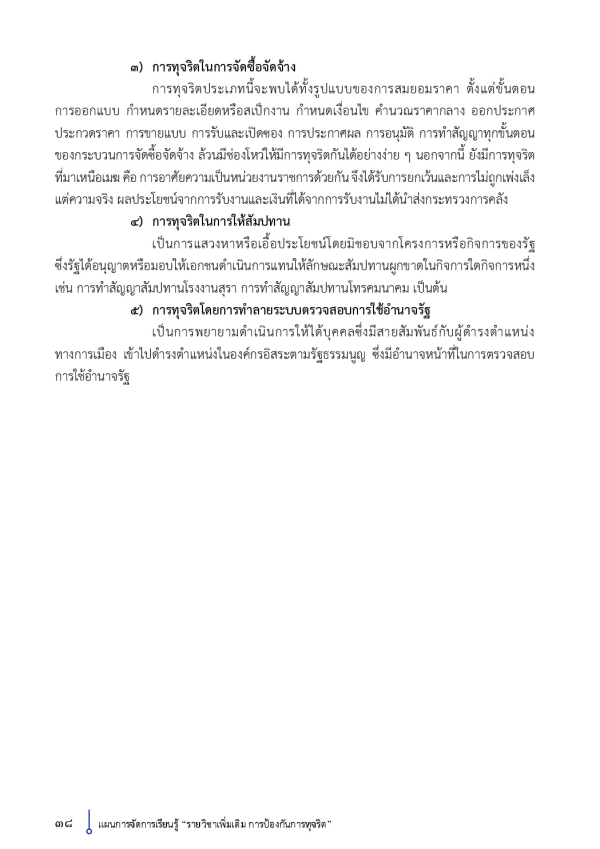 ๓) การทุจริตในการจัดซื้อจัดจ้าง
การทุจริตประเภทนี้จะพบได้ทั้งรูปแบบของการสมยอมราคา ตั้งแต่ขั้นตอน
การออกแบบ กำหนดรายละเอียดหรือสเป็กงาน กำหนดเงื่อนไข คำนวณราคากลาง ออกประกาศ
ประกวดราคา การขายแบบ การรับและเปิดซอง การประกาศผล การอนุมัติ การทำสัญญาทุกขั้นตอน
ของกระบวนการจัดซื้อจัดจ้าง ล้วนมีช่องโหว่ให้มีการทุจริตกันได้อย่างง่าย ๆ นอกจากนี้ ยังมีการทุจริต
ที่มาเหนือเมฆ คือ การอาศัยความเป็นหน่วยงานราชการด้วยกัน จึงได้รับการยกเว้นและการไม่ถูกเพ่งเล็ง
แต่ความจริง ผลประโยชน์จากการรับงานและเงินที่ได้จากการรับงานไม่ได้นำส่งกระทรวงการคลัง
๔) การทุจริตในการให้สัมปทาน
เป็นการแสวงหาหรือเอื้อประโยชน์โดยมิชอบจากโครงการหรือกิจการของรัฐ
ซึ่งรัฐได้อนุญาตหรือมอบให้เอกชนดำเนินการแทนให้ลักษณะสัมปทานผูกขาดในกิจการใดกิจการหนึ่ง
เช่น การทำสัญญาสัมปทานโรงงานสุรา การทำสัญญาสัมปทานโทรคมนาคม เป็นต้น
๕) การทุจริตโดยการทำลายระบบตรวจสอบการใช้อำนาจรัฐ
เป็นการพยายามดำเนินการให้ได้บุคคลซึ่งมีสายสัมพันธ์กับผู้ดำรงตำแหน่ง
ทางการเมือง เข้าไปดำรงตำแหน่งในองค์กรอิสระตามรัฐธรรมนูญ ซึ่งมีอำนาจหน้าที่ในการตรวจสอบ
การใช้อำนาจรัฐ
๓๘ แผนการจัดการเรียนรู้ “รายวิชาเพิ่มเติม การป้องกันการทุจริต”